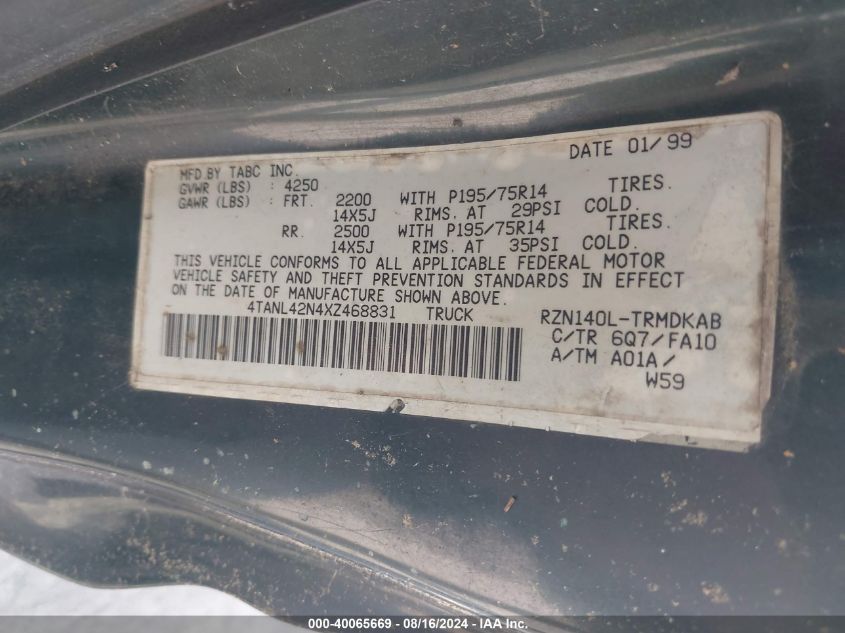 DATE 01/99
MFD.BY TABC INC.
GVWR (LBS) : 4250
GAWR (LBS) : FRT. 2200 WITH P195/75R14 TIRES.
14X5J RIMS. AT 29PSI COLD.
RR. 2500 WITH P195/75R14 TIRES.
14X5J RIMS. AT 35PSI COLD.
THIS VEHICLE CONFORMS TO ALL APPLICABLE FEDERAL MOTOR
VEHICLE SAFETY AND THEFT PREVENTION STANDARDS IN EFFECT
ON THE DATE OF MANUFACTURE SHOWN ABOVE.
4TANL42N4XZ468831 TRUCK RZN140L-TRMDKAB
C/TR 6Q7/FA10
A/TM A01A/
W59
000-40065669 - 08/16/2024 - IAA Inc.